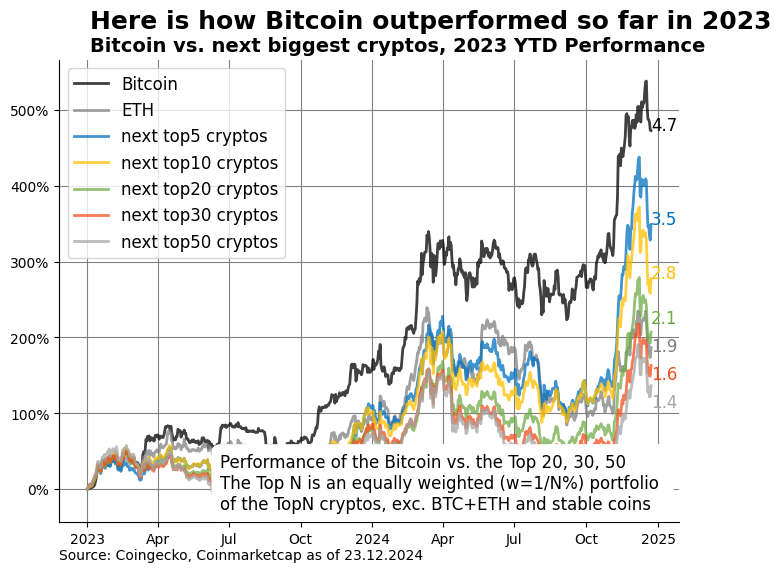 Here is how Bitcoin outperformed so far in 2023
Bitcoin vs. next biggest cryptos, 2023 YTD Performance
Bitcoin
ETH
next top5 cryptos
next top10 cryptos
next top20 cryptos
next top30 cryptos
next top50 cryptos
500%
400%
300%
200%
100%
0%
4.7
3.5
2.8
2.1
1.9
1.6
1.4
Performance of the Bitcoin vs. the Top 20, 30, 50
The Top N is an equally weighted (w=1/N%) portfolio
of the TopN cryptos, exc. BTC+ETH and stable coins
2023 Apr Jul Oct 2024 Apr Jul Oct 2025
Source: Coingecko, Coinmarketcap as of 23.12.2024